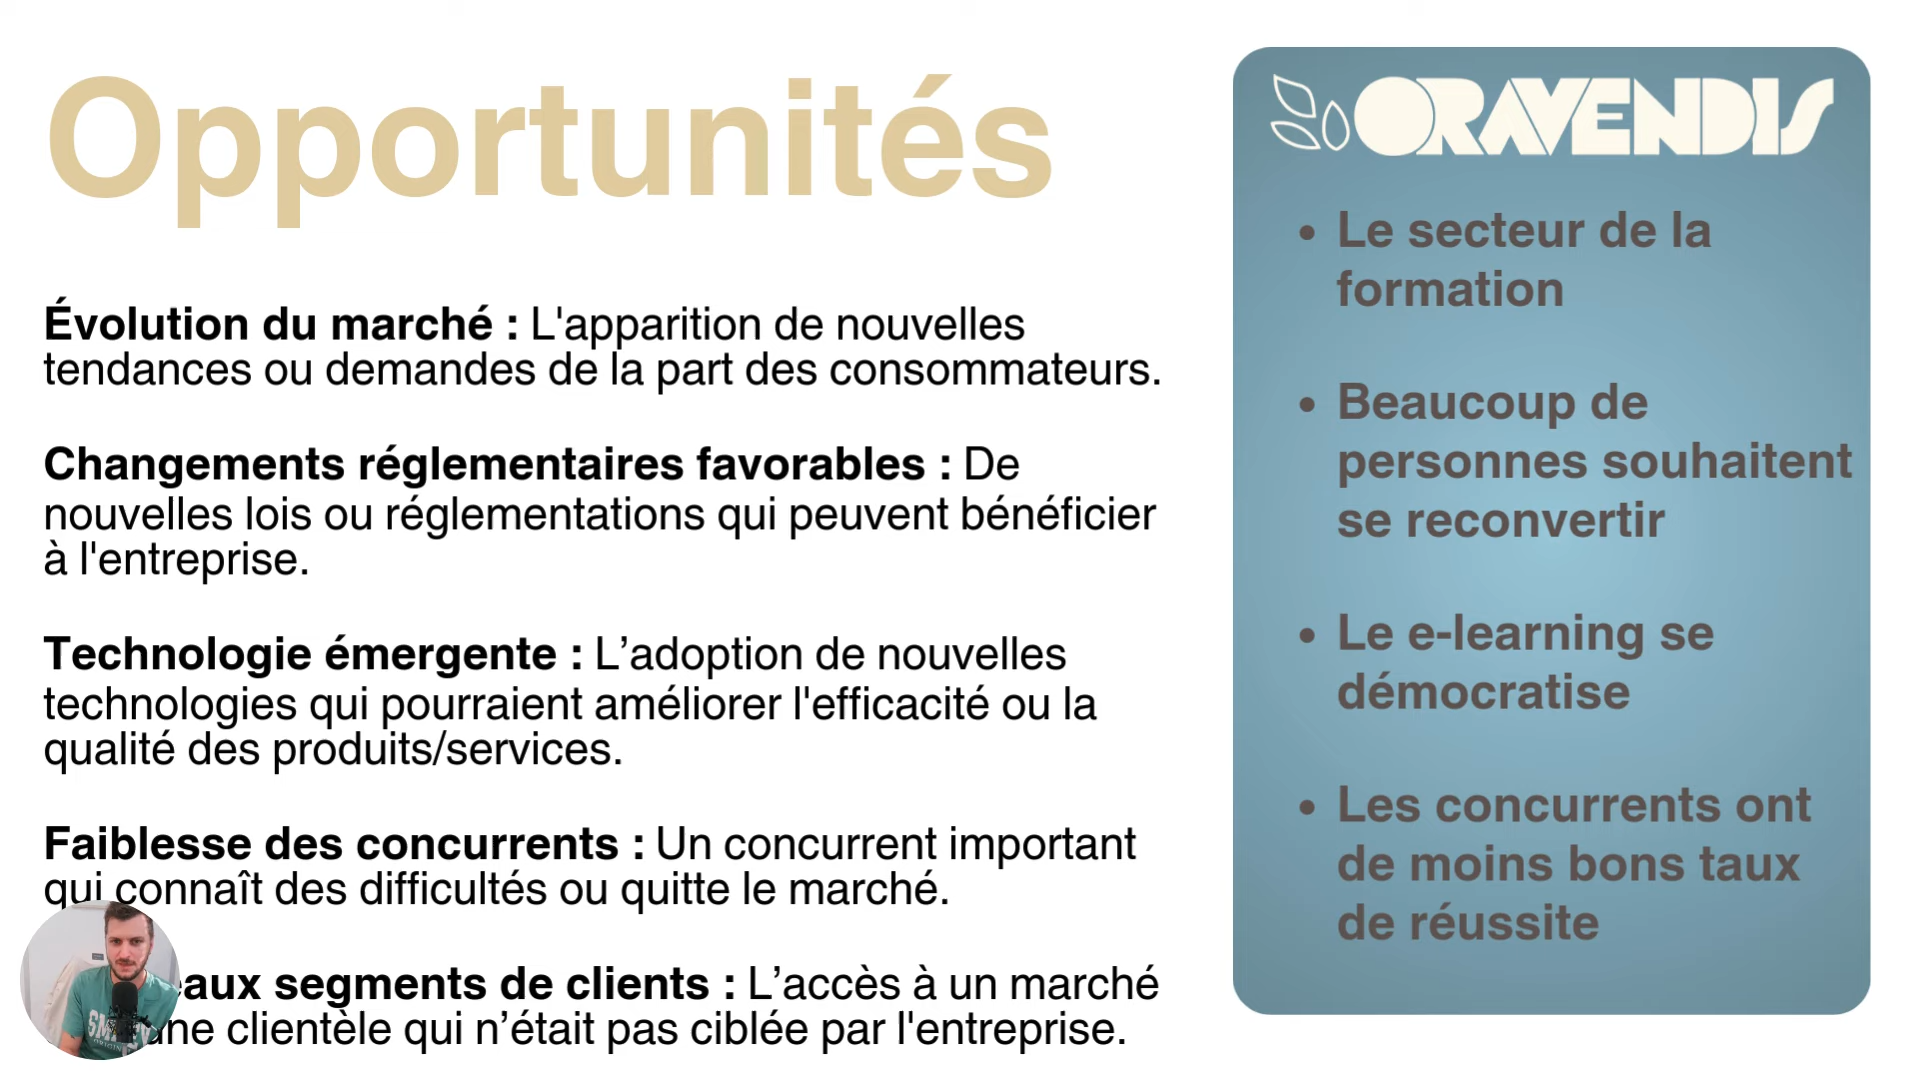 Opportunités
Évolution du marché : L'apparition de nouvelles
tendances ou demandes de la part des consommateurs.
Changements réglementaires favorables : De
nouvelles lois ou réglementations qui peuvent bénéficier
à l'entreprise.
Technologie émergente : L’adoption de nouvelles
technologies qui pourraient améliorer l'efficacité ou la
qualité des produits/services.
Faiblesse des concurrents : Un concurrent important
qui connaît des difficultés ou quitte le marché.
eaux segments de clients : L’accès à un marché
ne clientèle qui n’était pas ciblée par l'entreprise.
ORAVENDIS
• Le secteur de la
formation
• Beaucoup de
personnes souhaitent
se reconvertir
• Le e-learning se
démocratise
• Les concurrents ont
de moins bons taux
de réussite